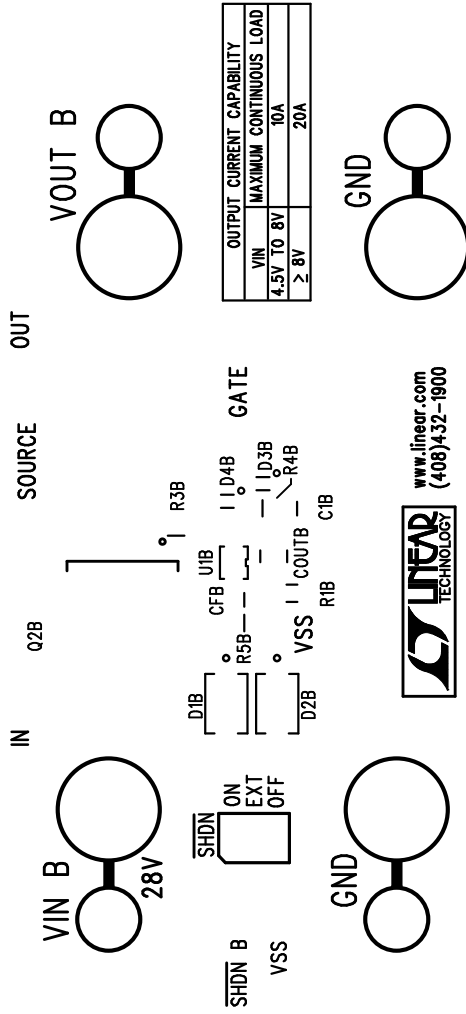 VIN B
28V
IN
Q2B
SOURCE
OUT
VOUT B
SHDN
ON
EXT
OFF
SHDN B
VSS
D1B
D2B
R5B
CFB
U1B
R3B
D4B
D3B
R4B
GATE
VSS
COUTB
R1B
C1B
OUTPUT CURRENT CAPABILITY
VIN MAXIMUM CONTINUOUS LOAD
4.5V TO 8V 10A
≥ 8V 20A
GND
LINEAR
TECHNOLOGY
www.linear.com
(408)432-1900
GND